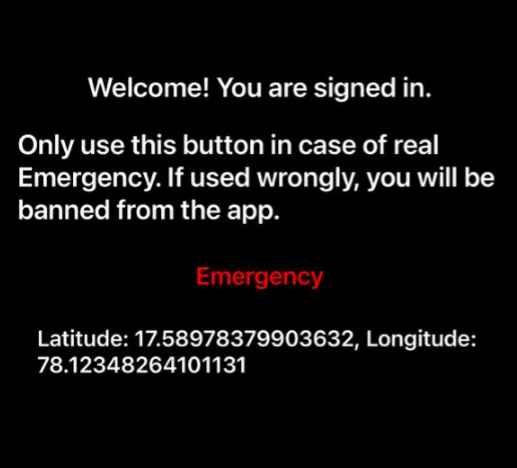 Welcome! You are signed in.
Only use this button in case of real
Emergency. If used wrongly, you will be
banned from the app.
Emergency
Latitude: 17.58978379903632, Longitude:
78.12348264101131